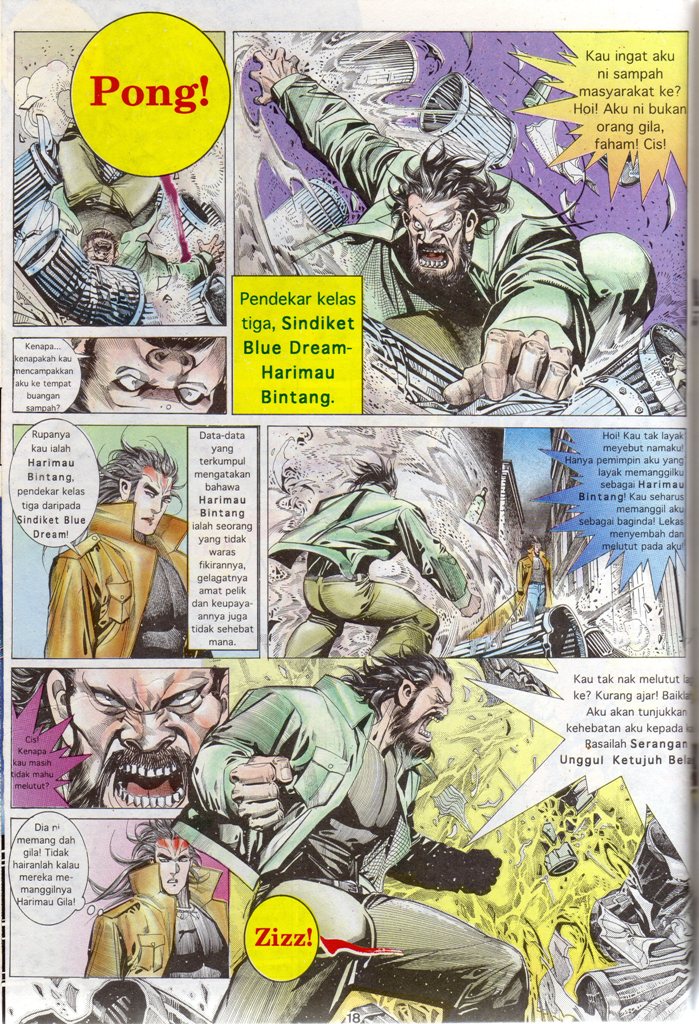 Pong!
Kau ingat aku
ni sampah
masyarakat ke?
Hoi! Aku ni bukan
orang gila,
faham! Cis!
Pendekar kelas
tiga, Sindiket
Blue Dream-
Harimau
Bintang.
Kenapa...
kenapakah kau
mencampakkan
aku ke tempat
buangan
sampah?
Rupanya
kau ialah
Harimau
Bintang,
pendekar kelas
tiga daripada
Sindiket Blue
Dream!
Data-data
yang
terkumpul
mengatakan
bahawa
Harimau
Bintang
ialah seorang
yang tidak
waras
fikirannya,
gelagatnya
amat pelik
dan keupaya-
annya juga
tidak sehebat
mana.
Hoi! Kau tak layak
meyebut namaku!
Hanya pemimpin aku yang
layak memanggilku
sebagai Harimau
Bintang! Kau seharus
memanggil aku
sebagai baginda! Lekas
menyembah dan
melutut pada aku!
Cis!
Kenapa
kau masih
tidak mahu
melutut?
Kau tak nak melutut
ke? Kurang ajar!
Aku akan tunjukkan
kehebatan aku kepada
Rasailah Serangan
Unggul Ketujuh
Dia ni
memang dah
gila! Tidak
hairanlah kalau
mereka me-
manggilnya
Harimau Gila!
Zizz!
18